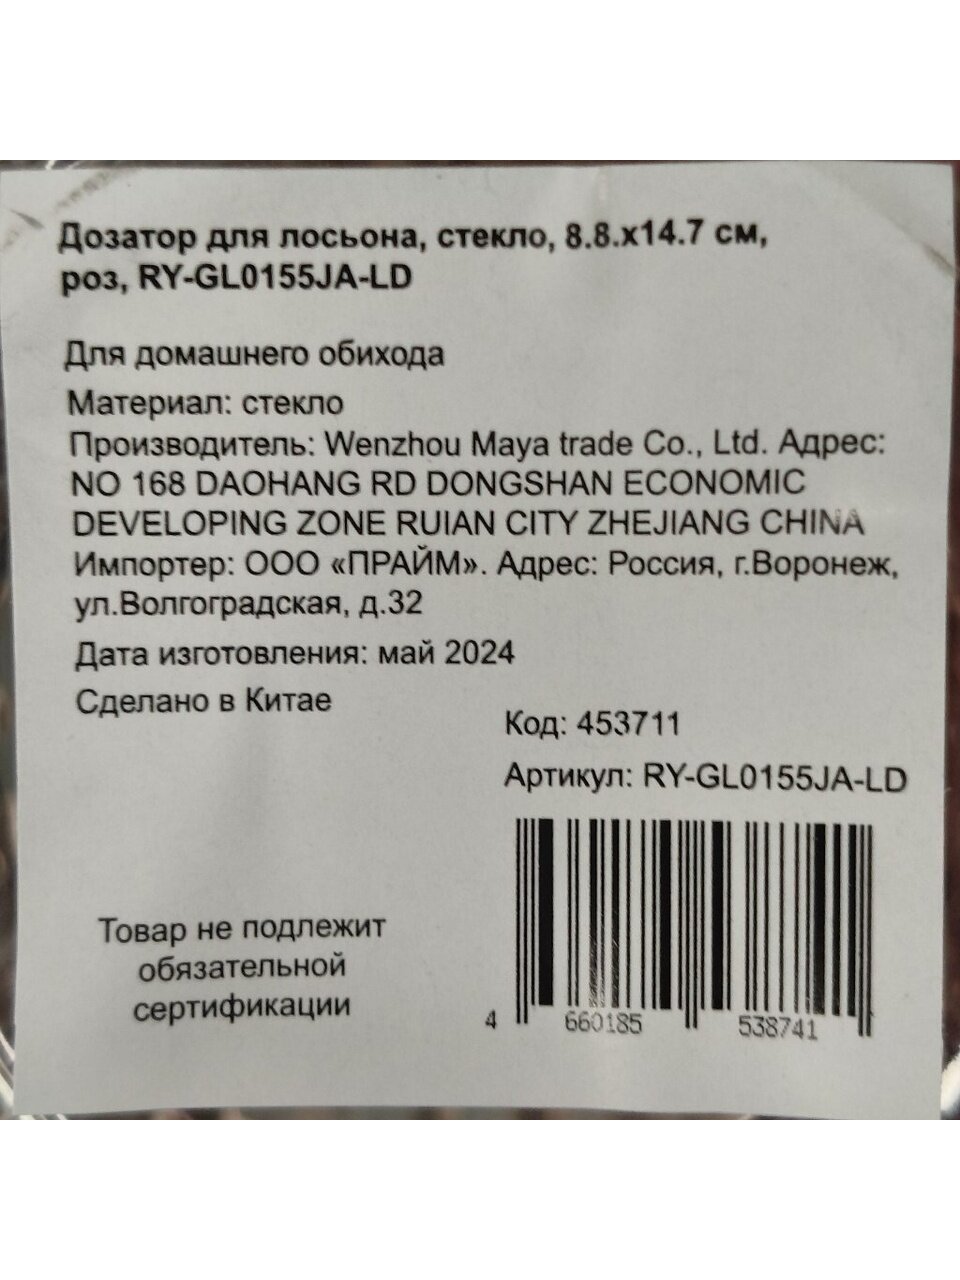 Дозатор для лосьона, стекло, 8.8.x14.7 см,
роз, RY-GL0155JA-LD
Для домашнего обихода
Материал: стекло
Производитель: Wenzhou Maya trade Co., Ltd. Адрес:
NO 168 DAOHANG RD DONGSHAN ECONOMIC
DEVELOPING ZONE RUIAN CITY ZHEJIANG CHINA
Импортер: ООО «ПРАЙМ». Адрес: Россия, г.Воронеж,
ул.Волгоградская, д.32
Дата изготовления: май 2024
Сделано в Китае
Код: 453711
Артикул: RY-GL0155JA-LD
Товар не подлежит
обязательной
сертификации
4 660185 538741